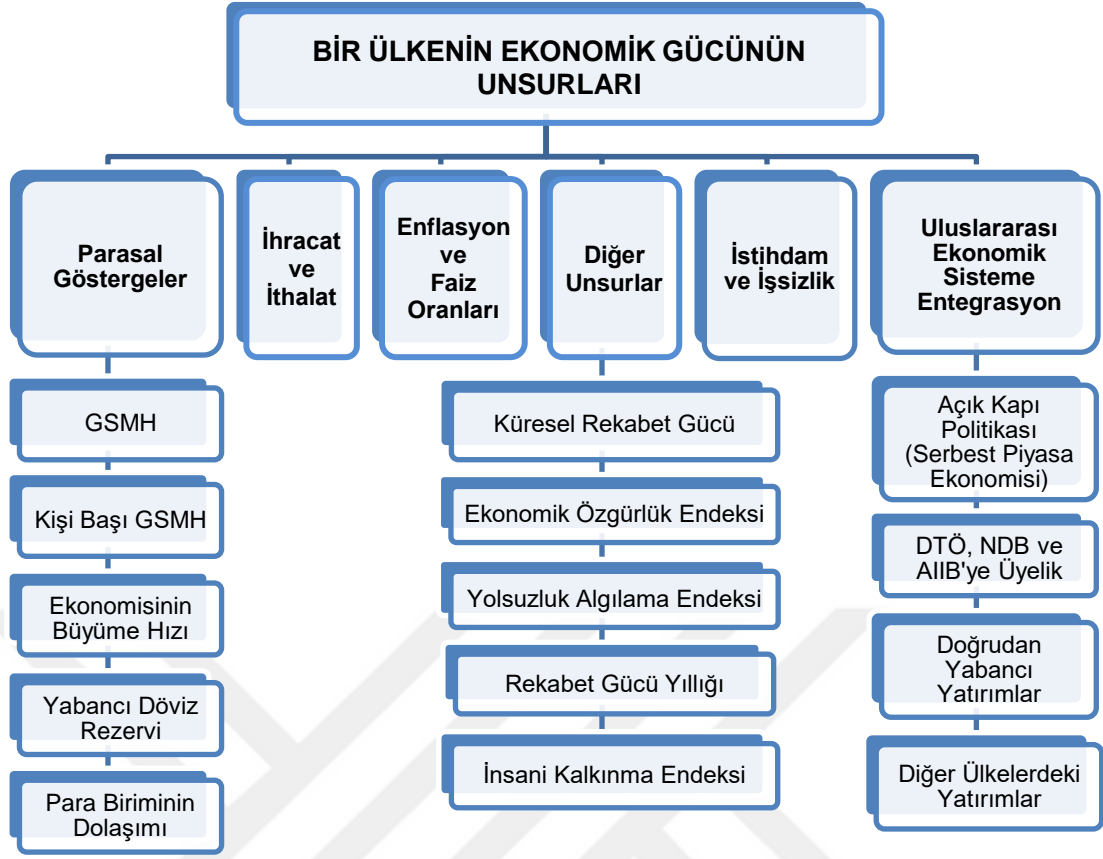 BİR ÜLKENİN EKONOMİK GÜCÜNÜN
UNSURLARI
Parasal
Göstergeler
İhracat
ve
İthalat
Enflasyon
ve
Faiz
Oranları
Diğer
Unsurlar
İstihdam
ve İşsizlik
Uluslararası
Ekonomik
Sisteme
Entegrasyon
GSMH
Kişi Başı GSMH
Ekonomisinin
Büyüme Hızı
Yabancı Döviz
Rezervi
Para Biriminin
Dolaşımı
Küresel Rekabet Gücü
Ekonomik Özgürlük Endeksi
Yolsuzluk Algılama Endeksi
Rekabet Gücü Yıllığı
İnsani Kalkınma Endeksi
Açık Kapı
Politikası
(Serbest Piyasa
Ekonomisi)
DTÖ, NDB ve
AIIB'ye Üyelik
Doğrudan
Yabancı
Yatırımlar
Diğer Ülkelerdeki
Yatırımlar